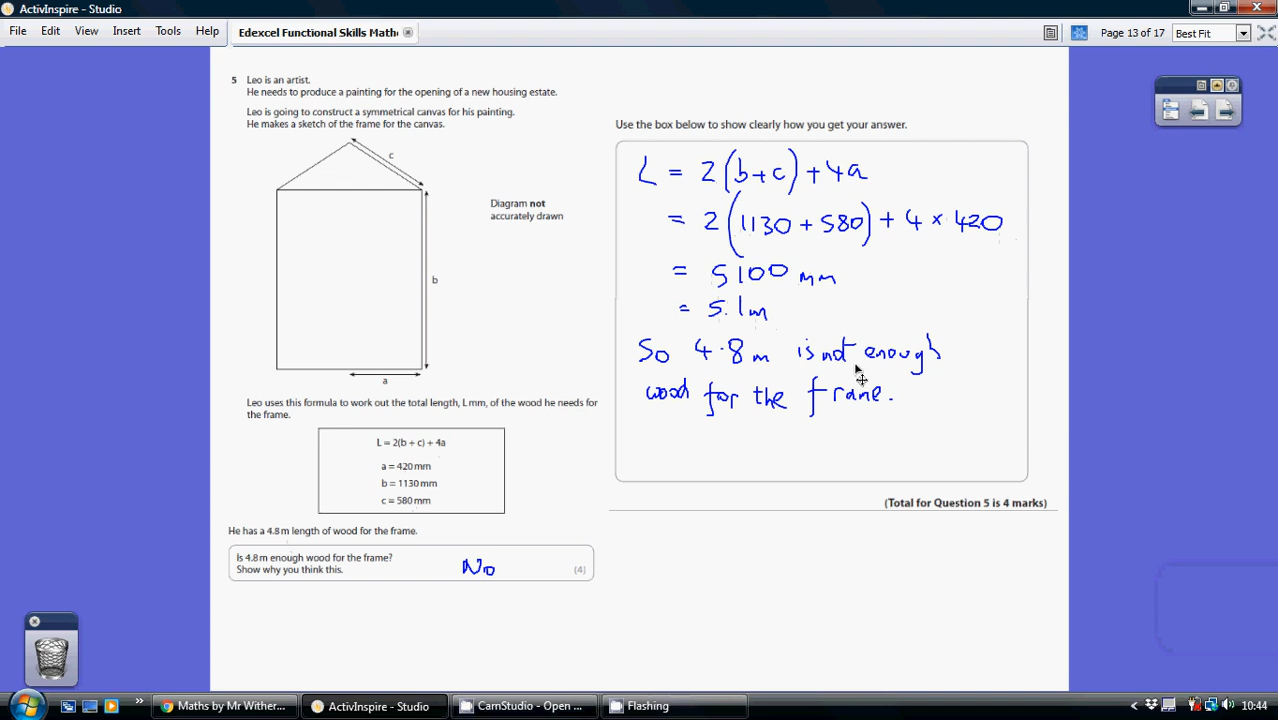 ActivInspire - Studio
File Edit View Insert Tools Help
Edexcel Functional Skills Mathe
Page 13 of 17 Best Fit
5 Leo is an artist.
He needs to produce a painting for the opening of a new housing estate.
Leo is going to construct a symmetrical canvas for his painting.
He makes a sketch of the frame for the canvas.
c
Diagram not
accurately drawn
b
a
Leo uses this formula to work out the total length, L mm, of the wood he needs for
the frame.
L = 2(b + c) + 4a
a = 420 mm
b = 1130 mm
c = 580 mm
He has a 4.8 m length of wood for the frame.
Is 4.8 m enough wood for the frame?
Show why you think this. No (4)
Use the box below to show clearly how you get your answer.
L = 2(b+c)+4a
= 2(1130+580)+4×420
= 5100 mm
= 5.1m
So 4.8m is not enough
wood for the frame.
(Total for Question 5 is 4 marks)
Maths by Mr Wither...
ActivInspire - Studio
CamStudio - Open ...
Flashing
10:44